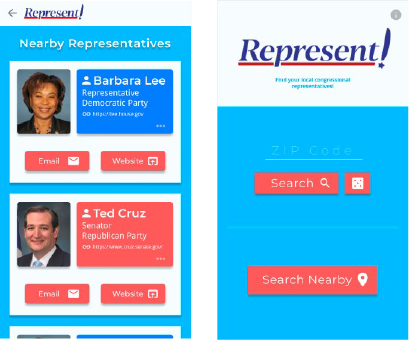 Represent!
Nearby Representatives
Barbara Lee
Representative
Democratic Party
https://lee.house.gov
Email
Website
Ted Cruz
Senator
Republican Party
https://www.cruz.senate.gov
Email
Website
Represent!
Find your local congressional
representatives!
ZIP Code
Search
Search Nearby